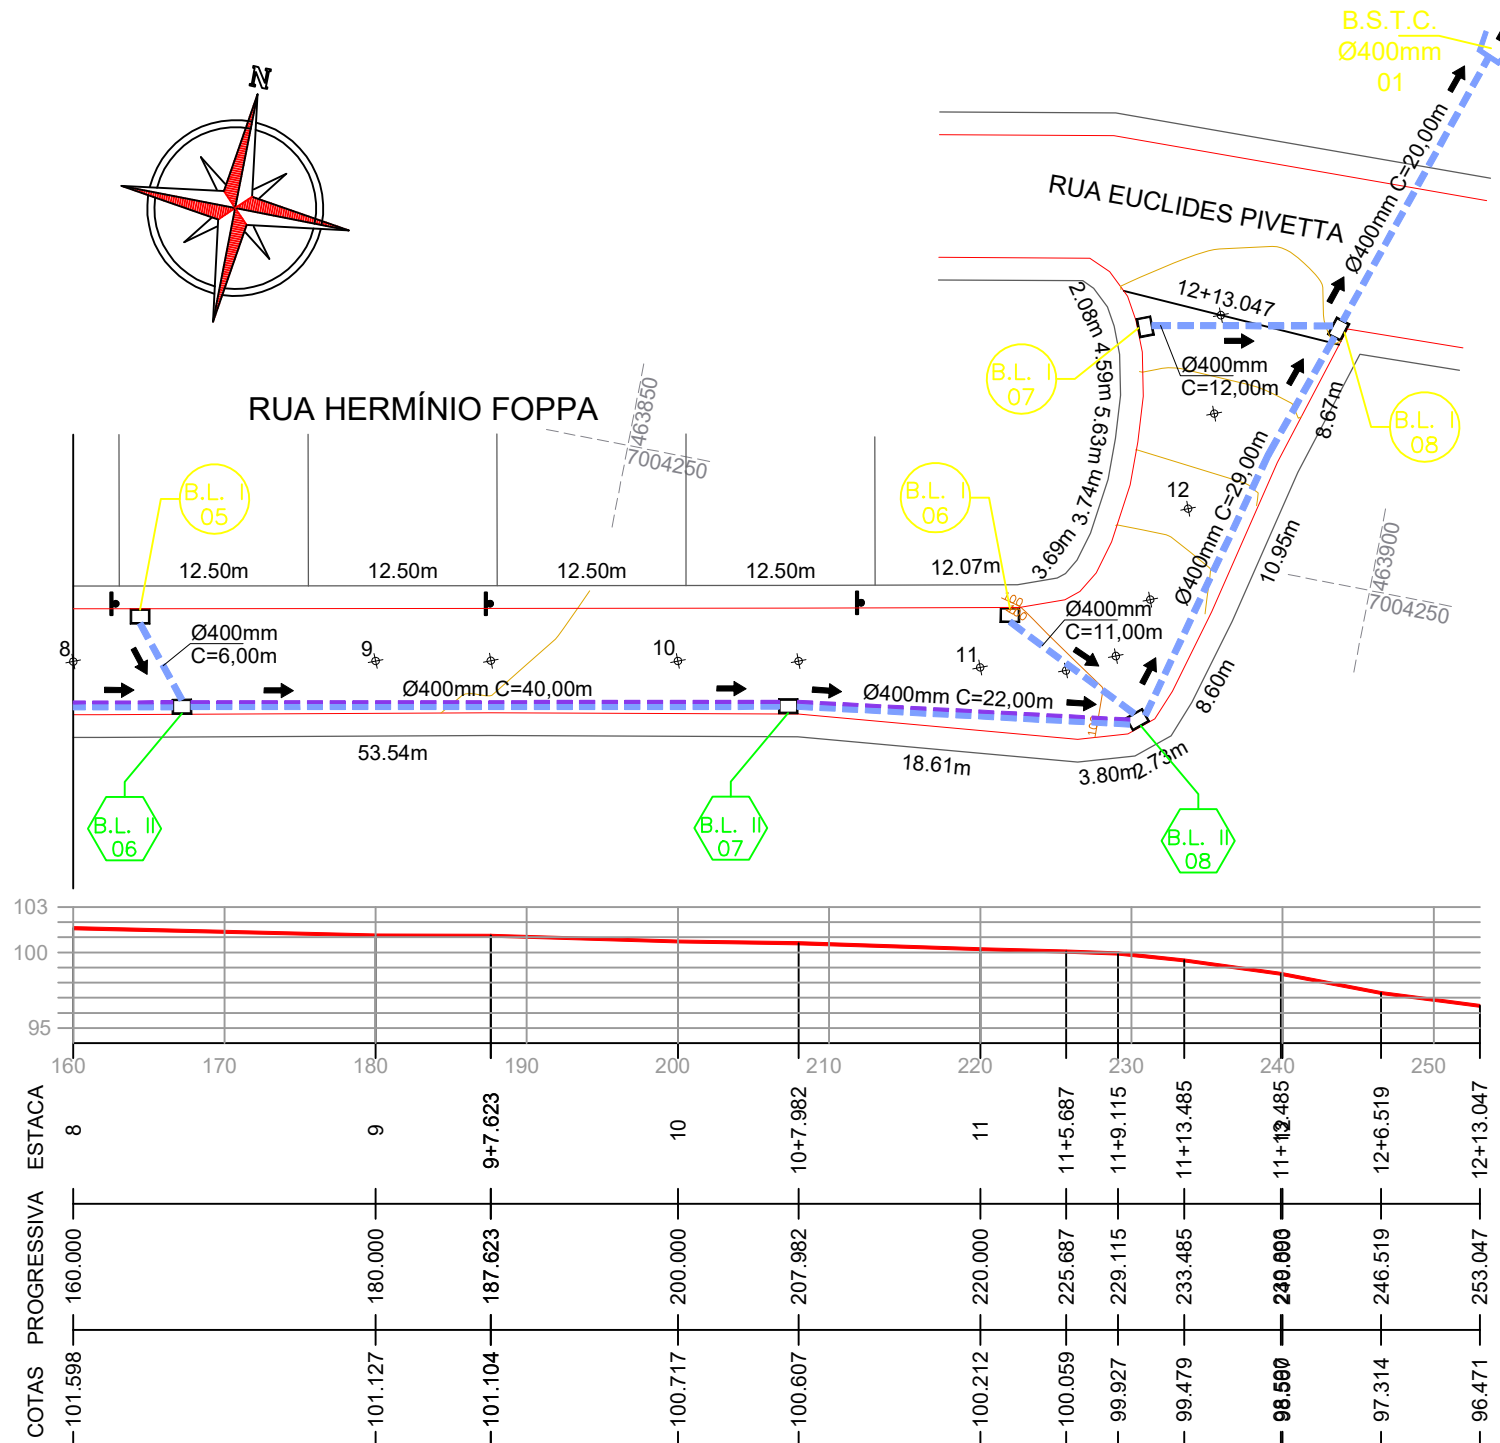 N
B.S.T.C.
Ø400mm
01
RUA EUCLIDES PIVETTA
Ø400mm C=20,00m
12+13.047
2.08m
4.59m
5.63m
3.74m
3.69m
B.L. I
07
Ø400mm
C=12,00m
B.L. I
08
8.67m
RUA HERMÍNIO FOPPA
463850
7004250
B.L. I
05
B.L. I
06
12
Ø400mm C=29,00m
10.95m
463900
7004250
12.50m
12.50m
12.50m
12.50m
12.07m
100
Ø400mm
C=6,00m
Ø400mm
C=11,00m
8
9
10
11
Ø400mm C=40,00m
Ø400mm C=22,00m
8.60m
53.54m
18.61m
3.80m
2.73m
B.L. II
06
B.L. II
07
B.L. II
08
103
100
95
160
170
180
190
200
210
220
230
240
250
ESTACA
8
9
9+7.623
10
10+7.982
11
11+5.687
11+9.115
11+13.485
12+6.519
12+13.047
PROGRESSIVA
160.000
180.000
187.623
200.000
207.982
220.000
225.687
229.115
233.485
246.519
253.047
COTAS
101.598
101.127
101.104
100.717
100.607
100.212
100.059
99.927
99.479
97.314
96.471